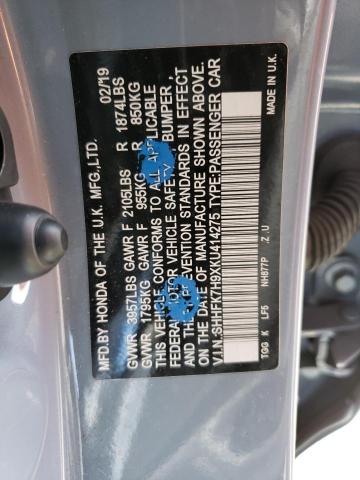 MFD. BY HONDA OF THE U.K. MFG.,LTD. 02/'19
GVWR 3957LBS GAWR F 2105LBS R 1874LBS
GVWR 1795KG GAWR F 955KG R 850KG
THIS VEHICLE CONFORMS TO ALL APPLICABLE
FEDERAL MOTOR VEHICLE SAFETY BUMPER,
AND THEFT PREVENTION STANDARDS IN EFFECT
ON THE DATE OF MANUFACTURE SHOWN ABOVE.
V.I.N.:SHHFK7H9XKU414275 TYPE:PASSENGER CAR
TGG K LF5 NH877P .Z .U MADE IN U.K.